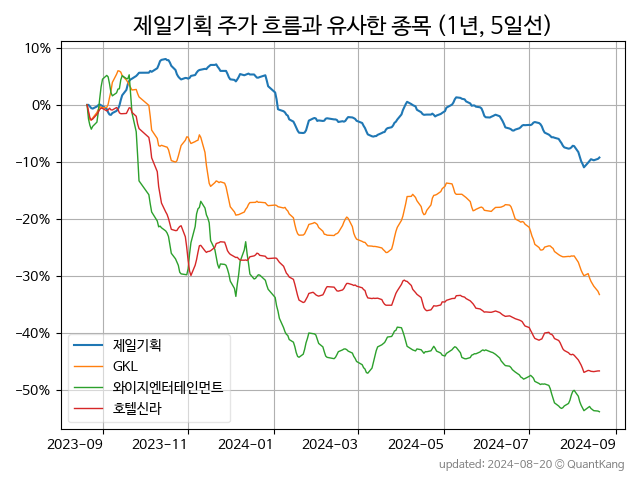 제일기획 주가 흐름과 유사한 종목 (1년, 5일선)
10%
0%
−10%
−20%
−30%
−40%
−50%
제일기획
GKL
와이지엔터테인먼트
호텔신라
2023-09 2023-11 2024-01 2024-03 2024-05 2024-07 2024-09
updated: 2024-08-20 © QuantKang